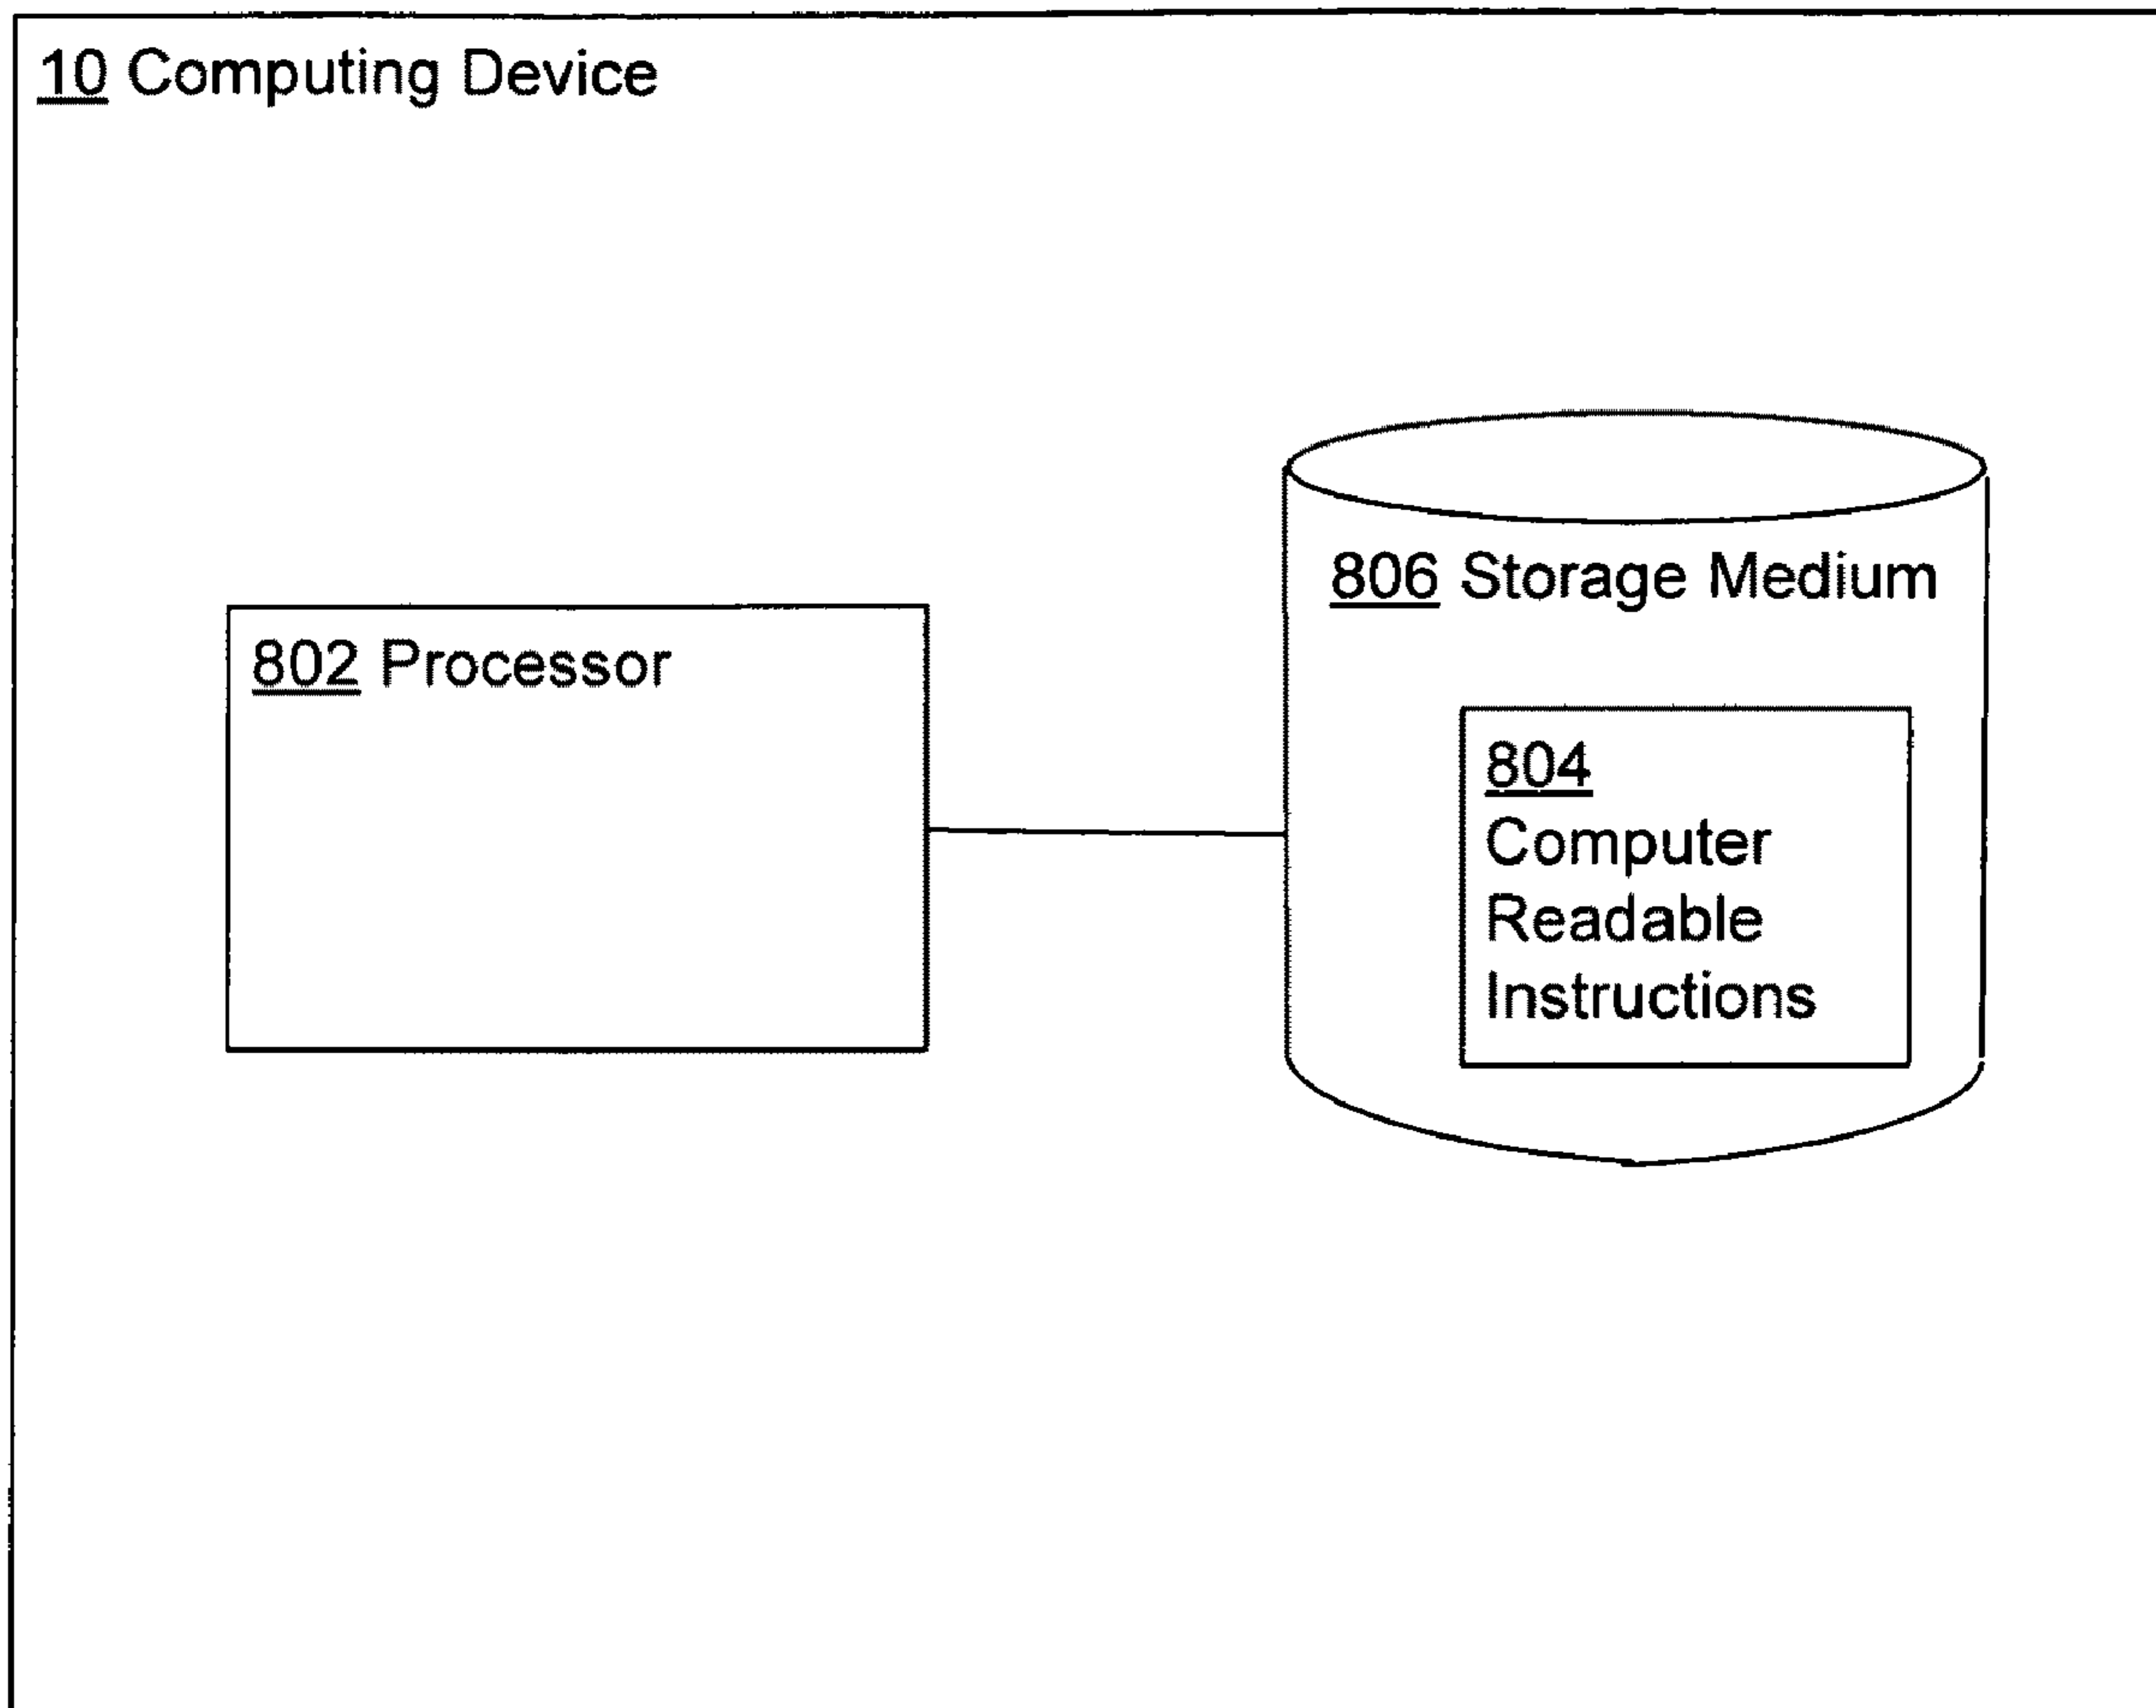 10 Computing Device
806 Storage Medium
802 Processor
804
Computer
Readable
Instructions